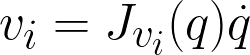 $v_i = J_{v_i}(q)\dot{q}$